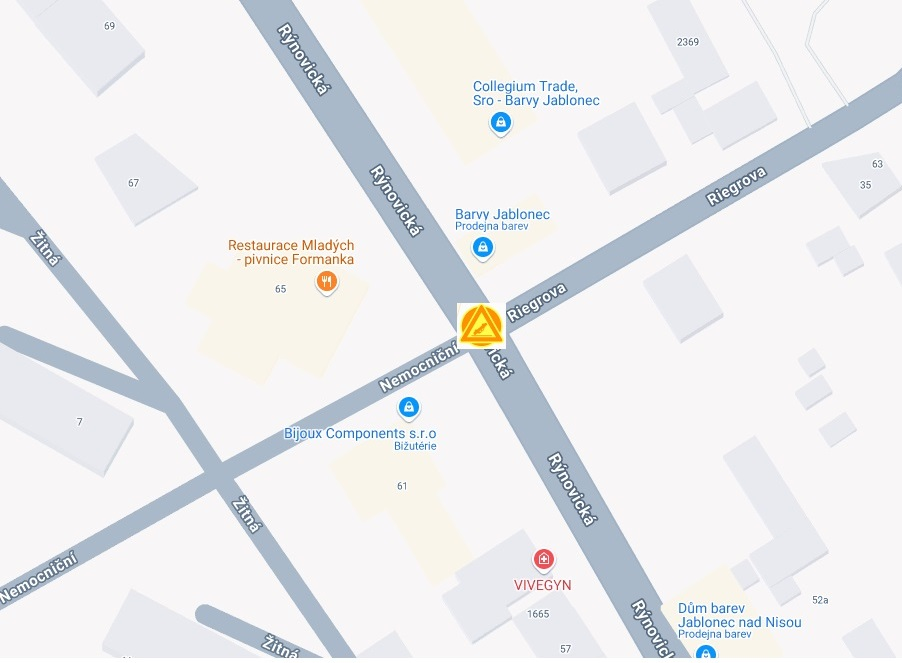 69
Rýnovická
2369
Collegium Trade,
Sro - Barvy Jablonec
67
Rýnovická
Riegrova
63
35
Žitná
Barvy Jablonec
Prodejna barev
Restaurace Mladých
- pivnice Formanka
65
Riegrova
Nemocniční
7
Bijoux Components s.r.o
Bižutérie
61
Rýnovická
Žitná
VIVEGYN
Nemocniční
1665
57
52a
Dům barev
Jablonec nad Nisou
Prodejna barev
Žitná